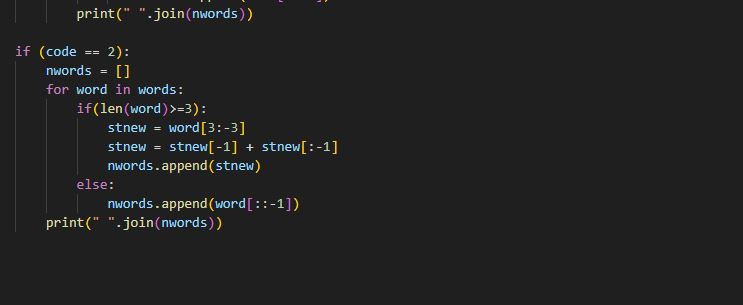 print(" ".join(nwords))
if (code == 2):
nwords = []
for word in words:
if(len(word)>=3):
stnew = word[3:-3]
stnew = stnew[-1] + stnew[:-1]
nwords.append(stnew)
else:
nwords.append(word[::-1])
print(" ".join(nwords))